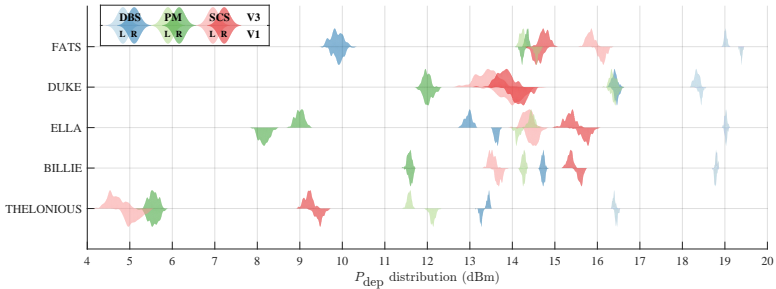 DBS PM SCS V3
L R L R L R V1
FATS
DUKE
ELLA
BILLIE
THELONIOUS
4 5 6 7 8 9 10 11 12 13 14 15 16 17 18 19 20
P_dep distribution (dBm)